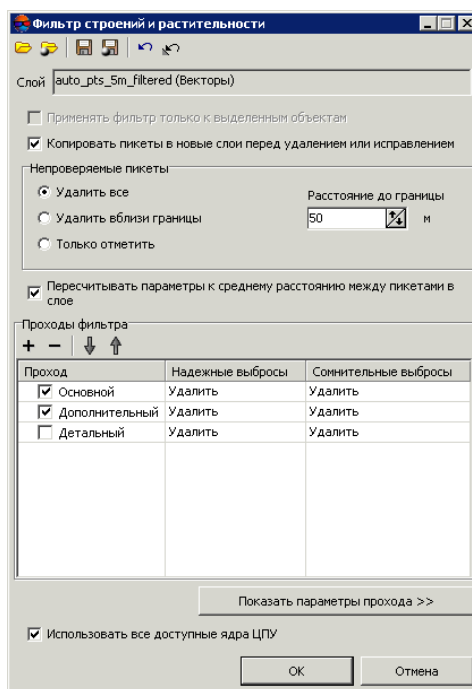 Фильтр строений и растительности
Слой auto_pts_5m_filtered (Векторы)
Применять фильтр только к выделенным объектам
Копировать пикеты в новые слои перед удалением или исправлением
Непроверяемые пикеты
Удалить все
Расстояние до границы
Удалить вблизи границы
50 м
Только отметить
Пересчитывать параметры к среднему расстоянию между пикетами в
слое
Проходы фильтра
Проход Надежные выбросы Сомнительные выбросы
Основной Удалить Удалить
Дополнительный Удалить Удалить
Детальный Удалить Удалить
Показать параметры прохода >>
Использовать все доступные ядра ЦПУ
OK Отмена